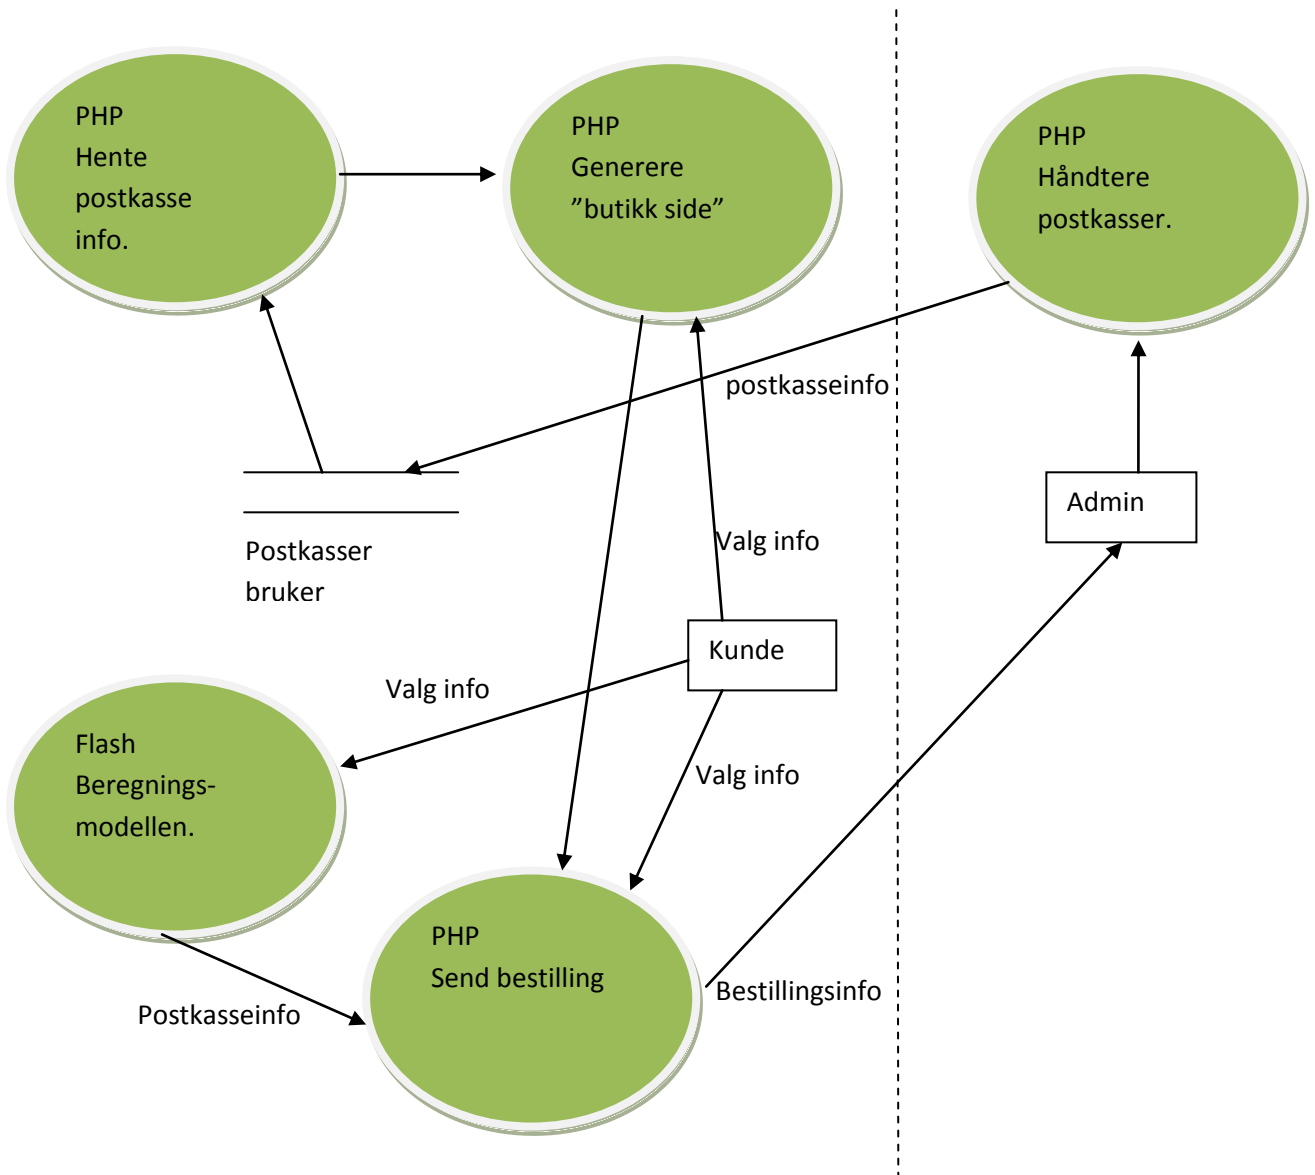 PHP
Hente
postkasse
info.
PHP
Generere
”butikk side”
PHP
Håndtere
postkasser.
postkasseinfo
Admin
Postkasser
bruker
Valg info
Kunde
Valg info
Flash
Beregnings-
modellen.
Valg info
PHP
Send bestilling
Bestillingsinfo
Postkasseinfo